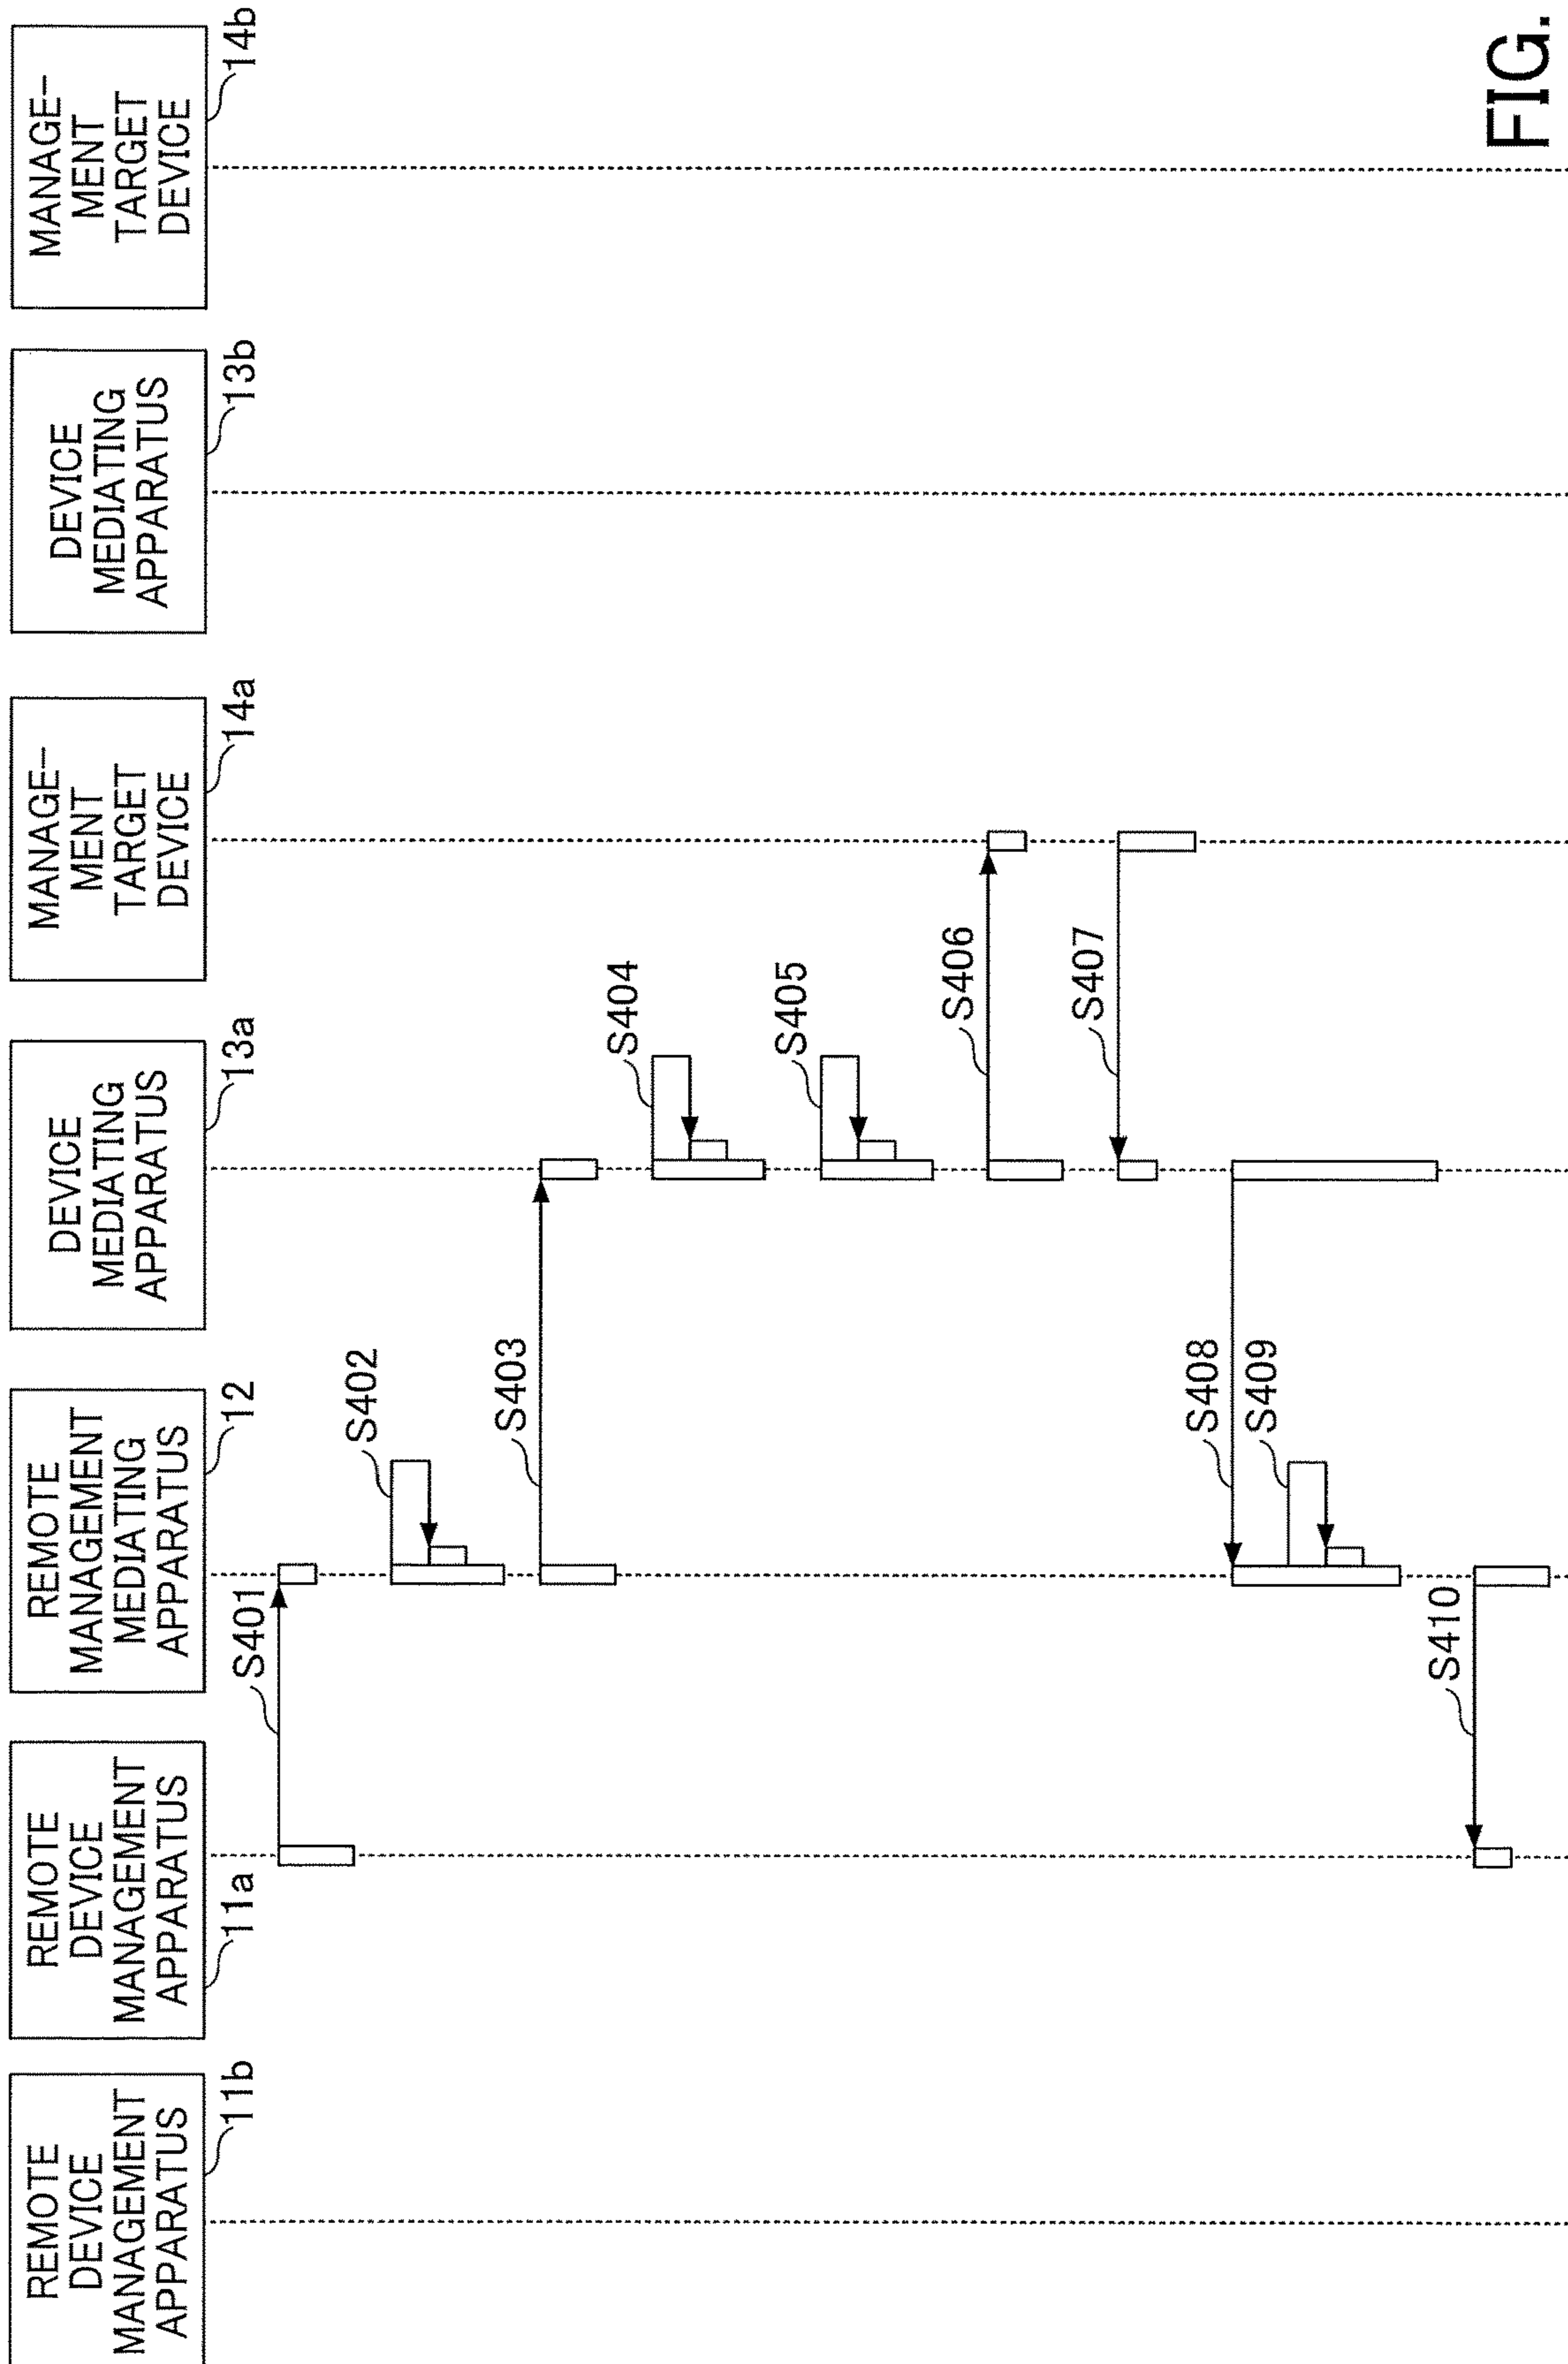 REMOTE
DEVICE
MANAGEMENT
APPARATUS
11b
REMOTE
DEVICE
MANAGEMENT
APPARATUS
11a
REMOTE
MANAGEMENT
MEDIATING
APPARATUS
12
DEVICE
MEDIATING
APPARATUS
13a
MANAGE-
MENT
TARGET
DEVICE
14a
DEVICE
MEDIATING
APPARATUS
13b
MANAGE-
MENT
TARGET
DEVICE
14b
S401
S402
S403
S404
S405
S406
S407
S408
S409
S410
FIG.